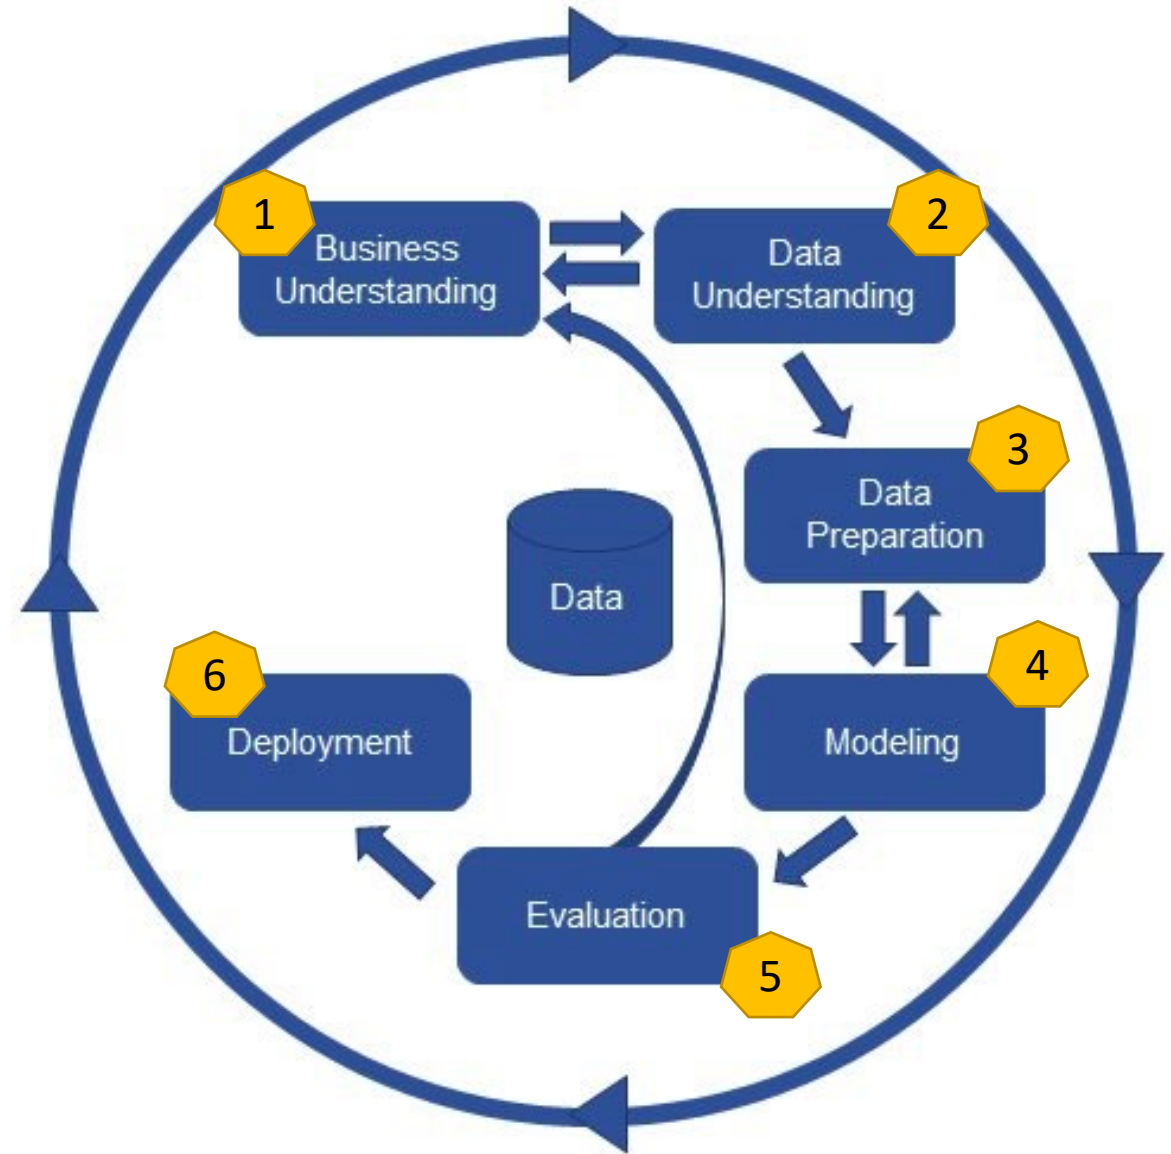 1
Business
Understanding
2
Data
Understanding
3
Data
Preparation
4
Modeling
5
Evaluation
6
Deployment
Data